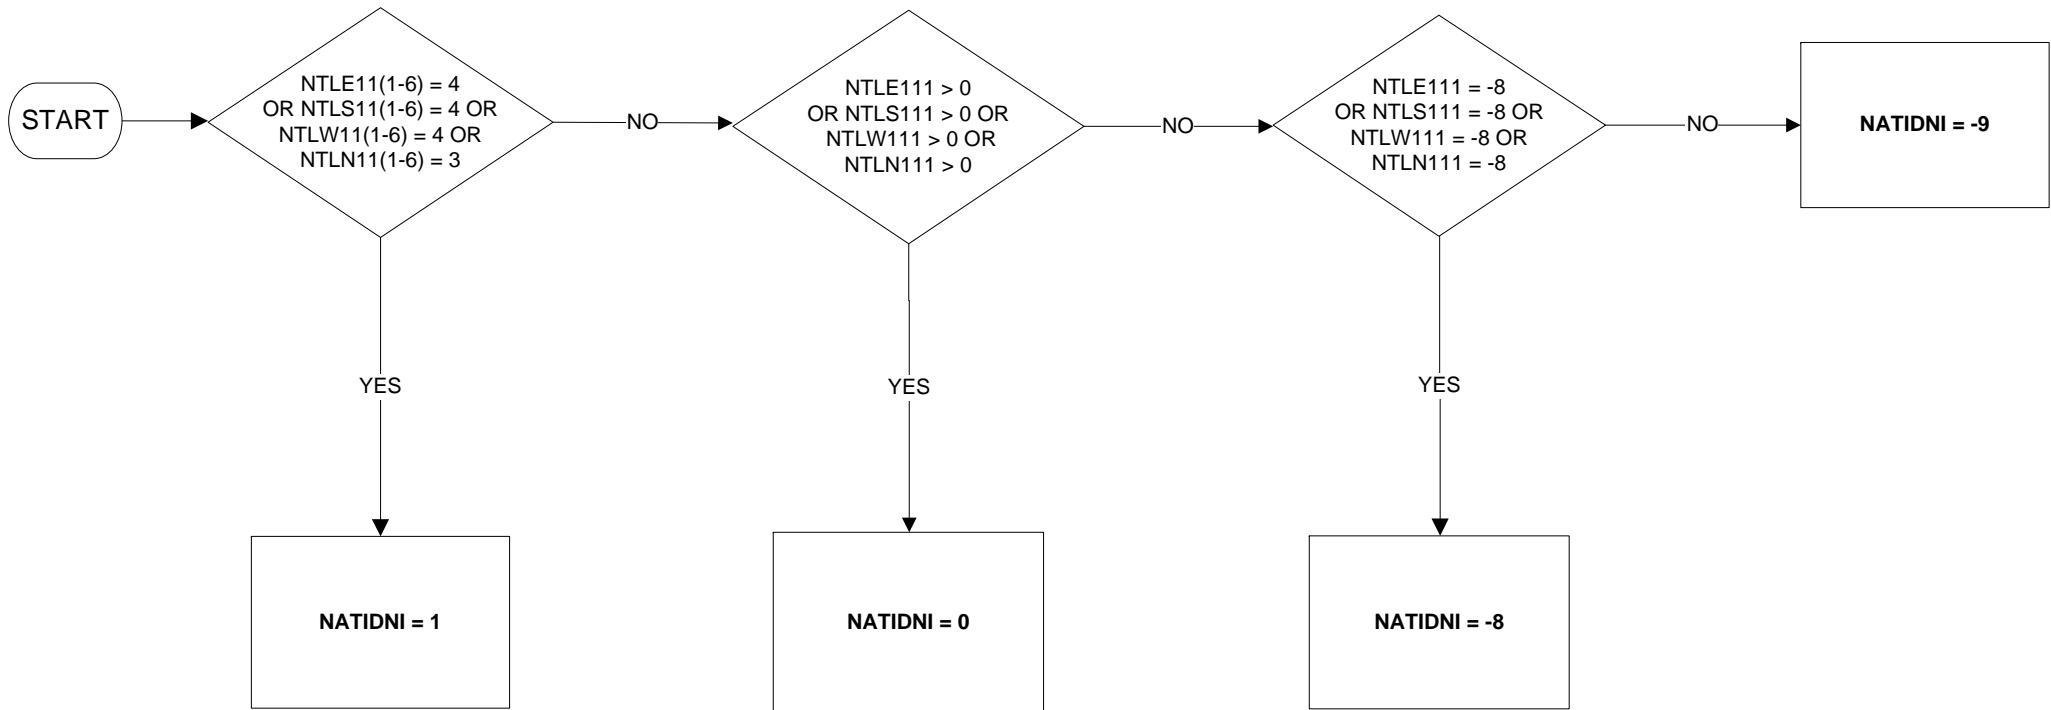 START
NTLE11(1-6) = 4
OR NTLS11(1-6) = 4 OR
NTLW11(1-6) = 4 OR
NTLN11(1-6) = 3
NO
NTLE111 > 0
OR NTLS111 > 0 OR
NTLW111 > 0 OR
NTLN111 > 0
NO
NTLE111 = -8
OR NTLS111 = -8 OR
NTLW111 = -8 OR
NTLN111 = -8
NO
NATIDNI = -9
YES
YES
YES
NATIDNI = 1
NATIDNI = 0
NATIDNI = -8